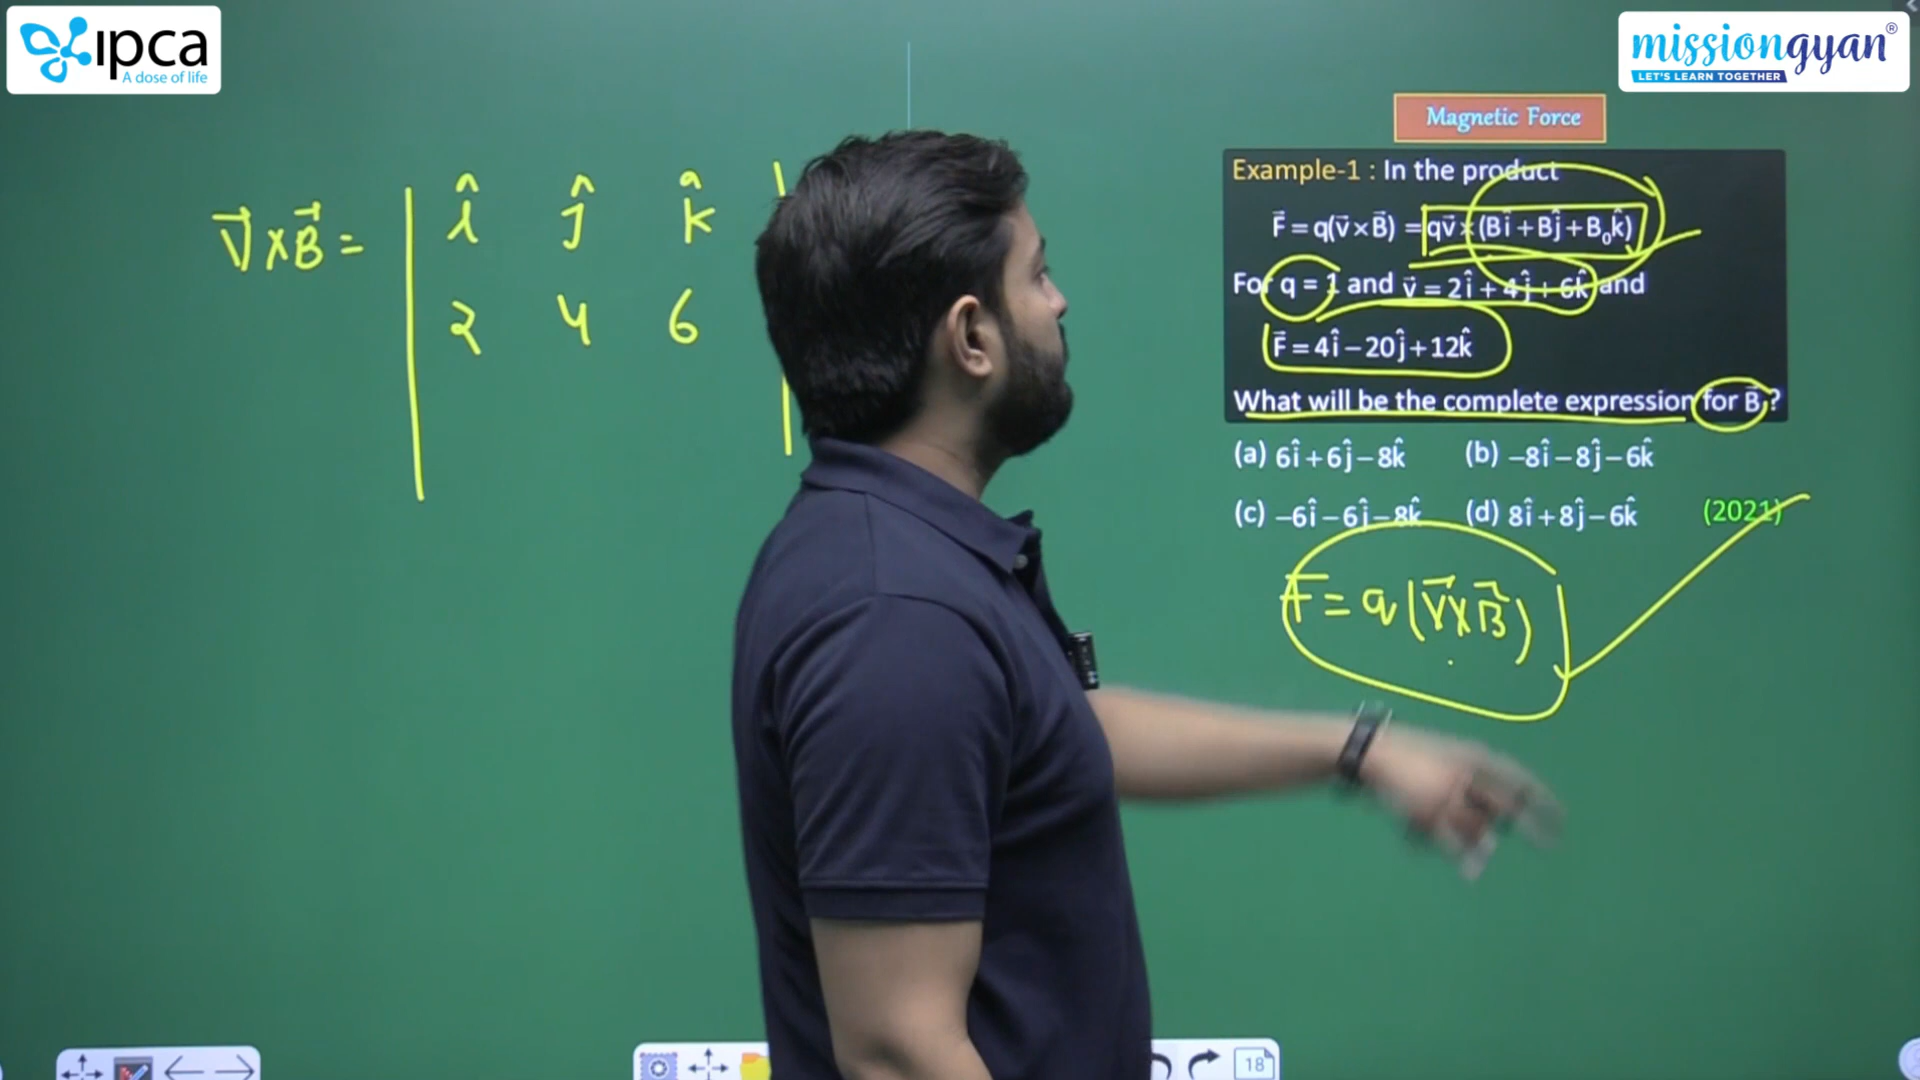 ıpca
A dose of life
missiongyan®
LET'S LEARN TOGETHER
Magnetic Force
Example-1 : In the product
F⃗ = q(v⃗ × B⃗) = qv⃗ × (Bî + Bĵ + B₀k̂)
For q = 1 and v⃗ = 2î + 4ĵ + 6k̂ and
F⃗ = 4î − 20ĵ + 12k̂
What will be the complete expression for B⃗ ?
(a) 6î + 6ĵ − 8k̂ (b) −8î − 8ĵ − 6k̂
(c) −6î − 6ĵ − 8k̂ (d) 8î + 8ĵ − 6k̂ (2021)
F = q (V⃗ × B⃗)
V⃗ × B⃗ = | î ĵ k̂ |
2 4 6
18